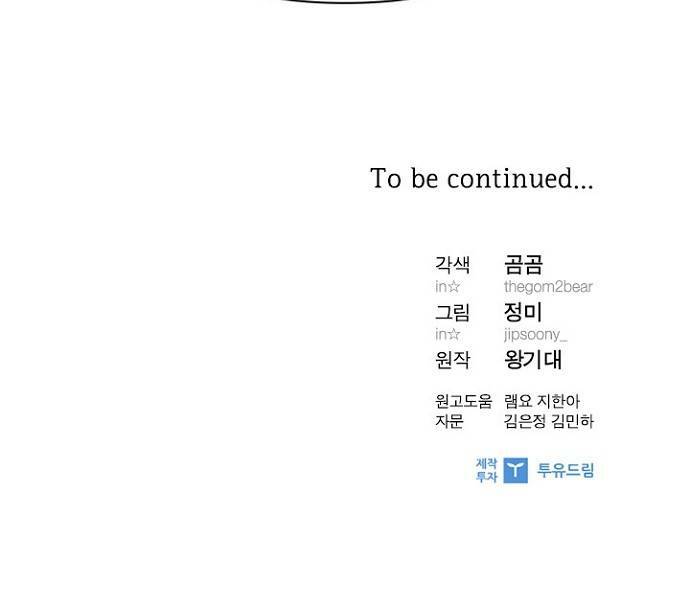 To be continued...
각색 곰곰
in☆ thegom2bear
그림 정미
in☆ jipsoony_
원작 왕기대
원고도움 램요 지한아
자문 김은정 김민하
제작
투자 투유드림